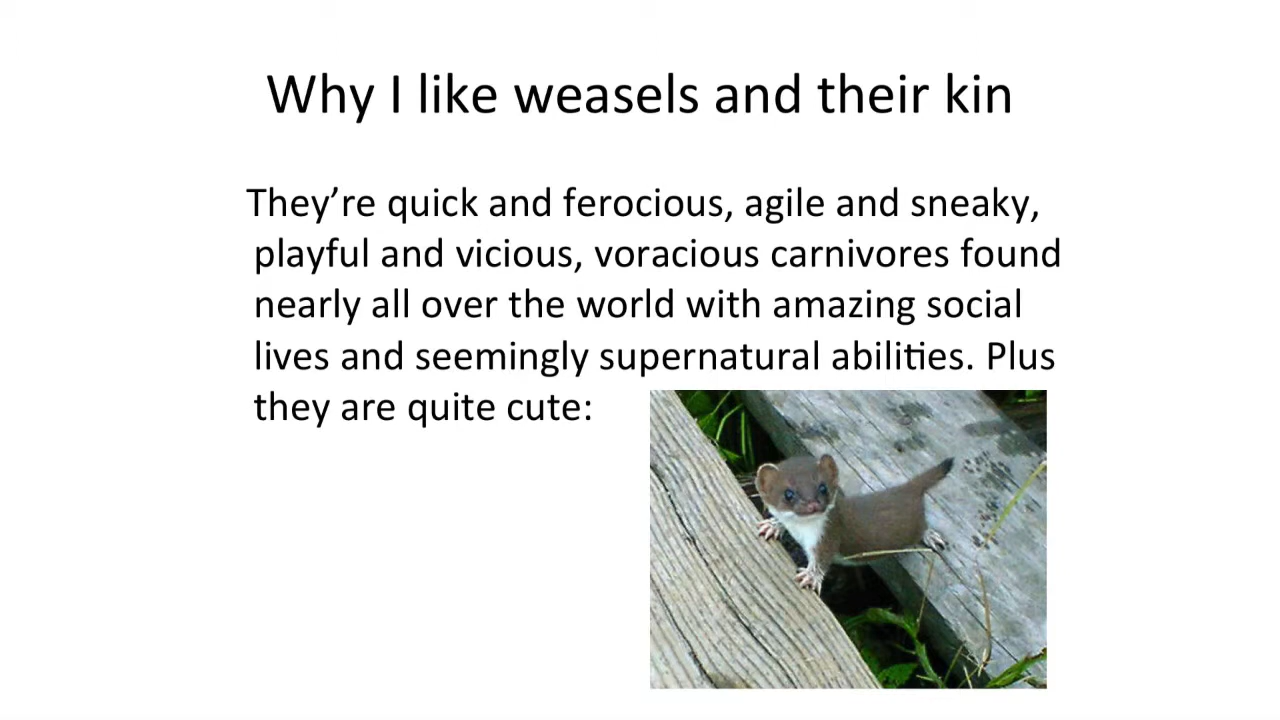 Why I like weasels and their kin
They’re quick and ferocious, agile and sneaky,
playful and vicious, voracious carnivores found
nearly all over the world with amazing social
lives and seemingly supernatural abilities. Plus
they are quite cute: